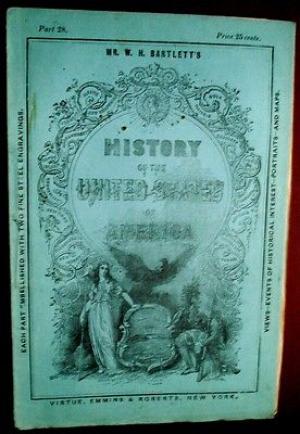 Part 28.
Price 25 cents.
MR. W. H. BARTLETT'S
HISTORY
OF THE
UNITED STATES
OF
AMERICA
EACH PART EMBELLISHED WITH TWO FINE STEEL ENGRAVINGS.
VIEWS—EVENTS OF HISTORICAL INTEREST—PORTRAITS—AND MAPS.
VIRTUE, EMMINS & ROBERTS, NEW YORK.